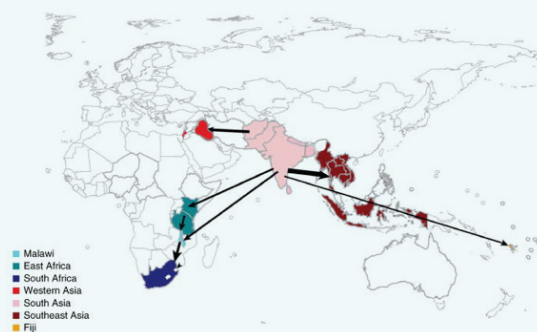 Malawi
East Africa
South Africa
Western Asia
South Asia
Southeast Asia
Fiji